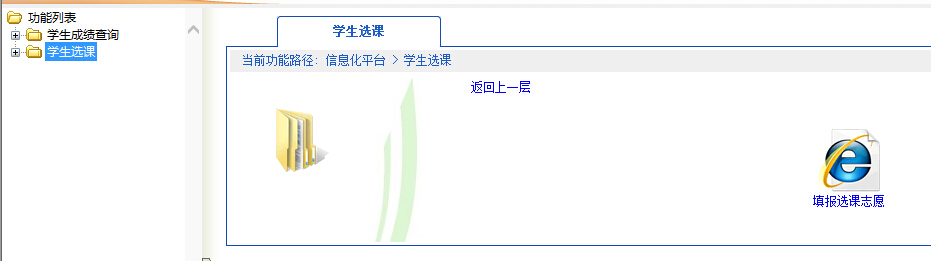 功能列表
学生成绩查询
学生选课
学生选课
当前功能路径：信息化平台 > 学生选课
返回上一层
填报选课志愿